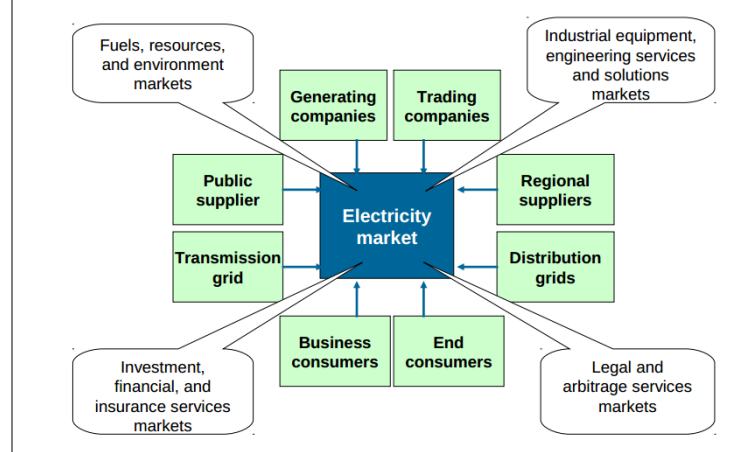 Fuels, resources,
and environment
markets
Industrial equipment,
engineering services
and solutions
markets
Generating
companies
Trading
companies
Public
supplier
Regional
suppliers
Electricity
market
Transmission
grid
Distribution
grids
Business
consumers
End
consumers
Investment,
financial, and
insurance services
markets
Legal and
arbitrage services
markets